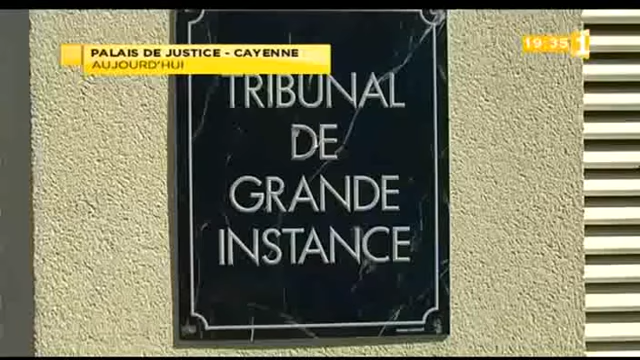 PALAIS DE JUSTICE - CAYENNE
AUJOURD'HUI
19:35 1
TRIBUNAL
DE
GRANDE
INSTANCE